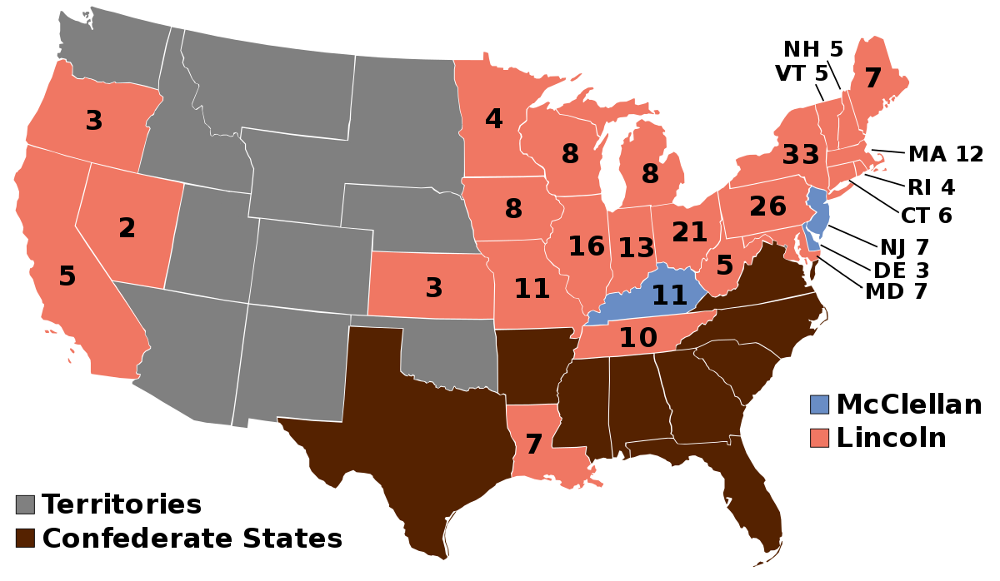 NH 5
VT 5
7
3
4
33
MA 12
8
8
RI 4
26
8
CT 6
2
21
16
13
NJ 7
5
5
DE 3
3
11
11
MD 7
10
McClellan
Lincoln
7
Territories
Confederate States